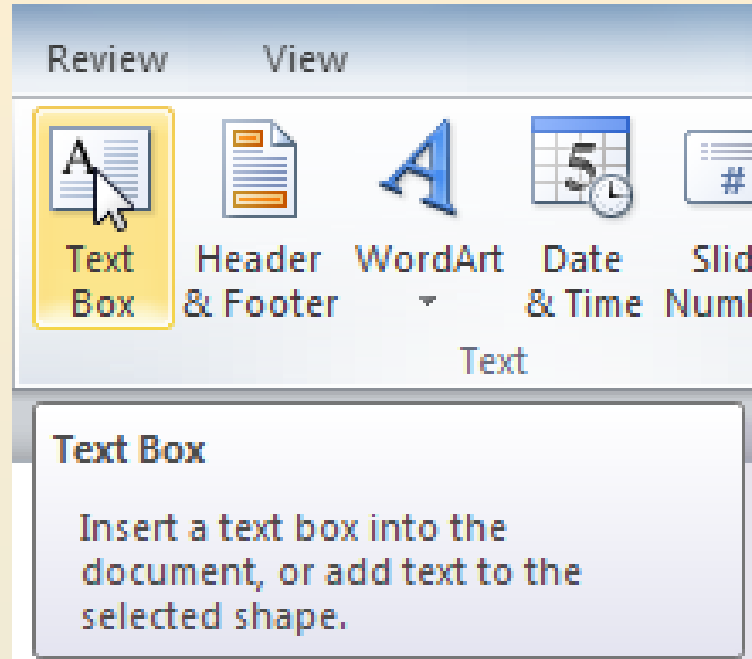 Review View
A 5 #
Text Header WordArt Date
Box & Footer & Time
Text
Text Box
Insert a text box into the
document, or add text to the
selected shape.